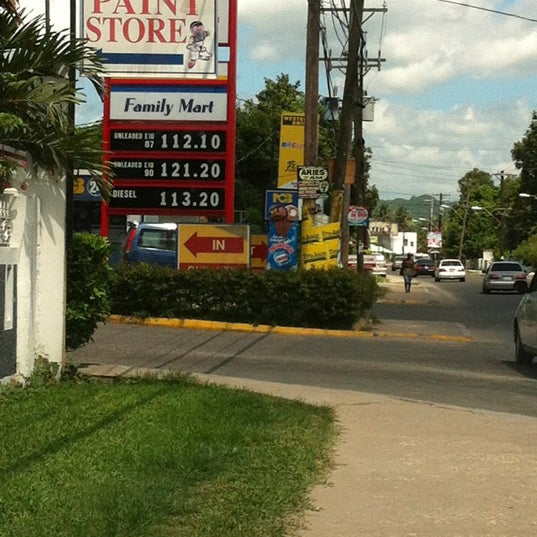 PAINT
STORE
Family Mart
UNLEADED E10
87 112.10
UNLEADED E10
90 121.20
DIESEL 113.20
IN
ARIES
NCB